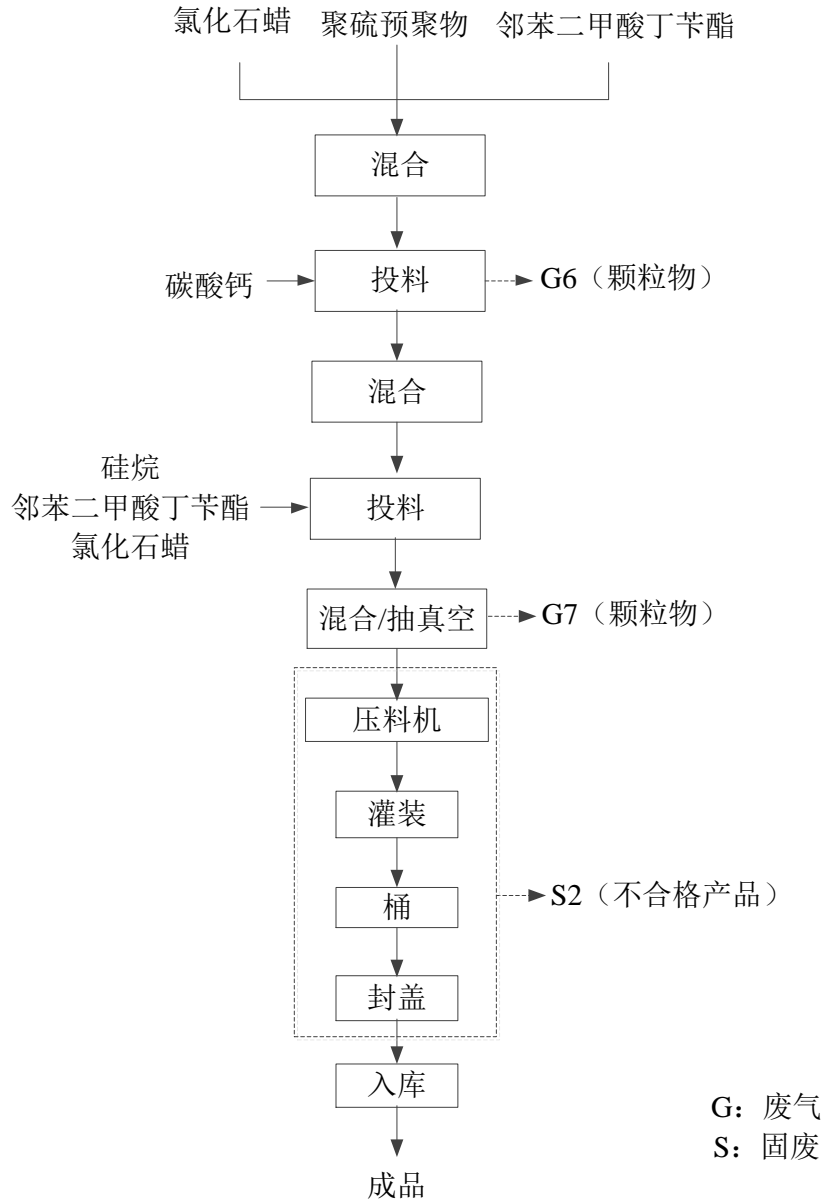 氯化石蜡 聚硫预聚物 邻苯二甲酸丁苄酯
混合
碳酸钙 投料 G6（颗粒物）
混合
硅烷
邻苯二甲酸丁苄酯 投料
氯化石蜡
混合/抽真空 G7（颗粒物）
压料机
灌装
桶 S2（不合格产品）
封盖
入库
G：废气
S：固废
成品